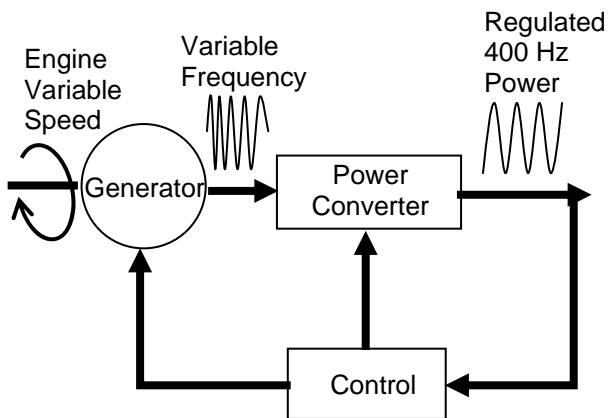 Engine
Variable
Speed
Variable
Frequency
Regulated
400 Hz
Power
Generator
Power
Converter
Control